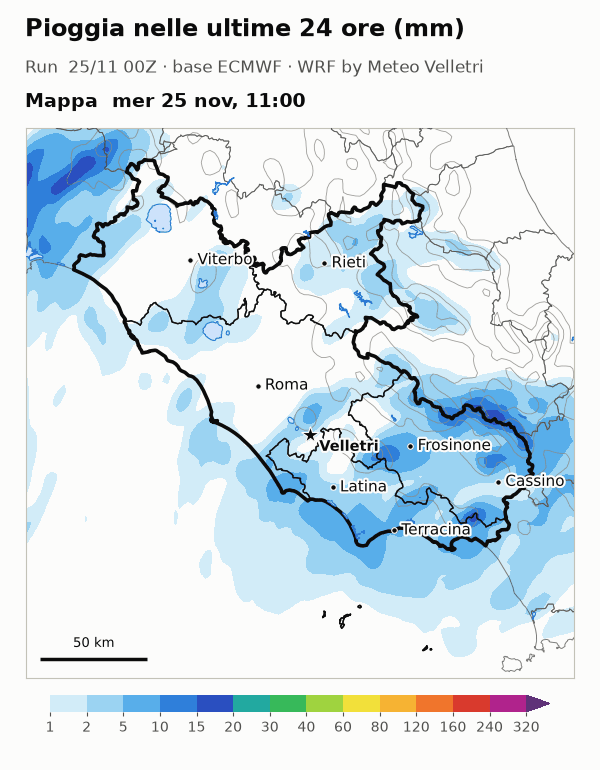 Pioggia nelle ultime 24 ore (mm)
Run 25/11 00Z · base ECMWF · WRF by Meteo Velletri
Mappa mer 25 nov, 11:00
Viterbo
Rieti
Roma
Velletri
Frosinone
Cassino
Latina
Terracina
50 km
1 2 5 10 15 20 30 40 60 80 120 160 240 320